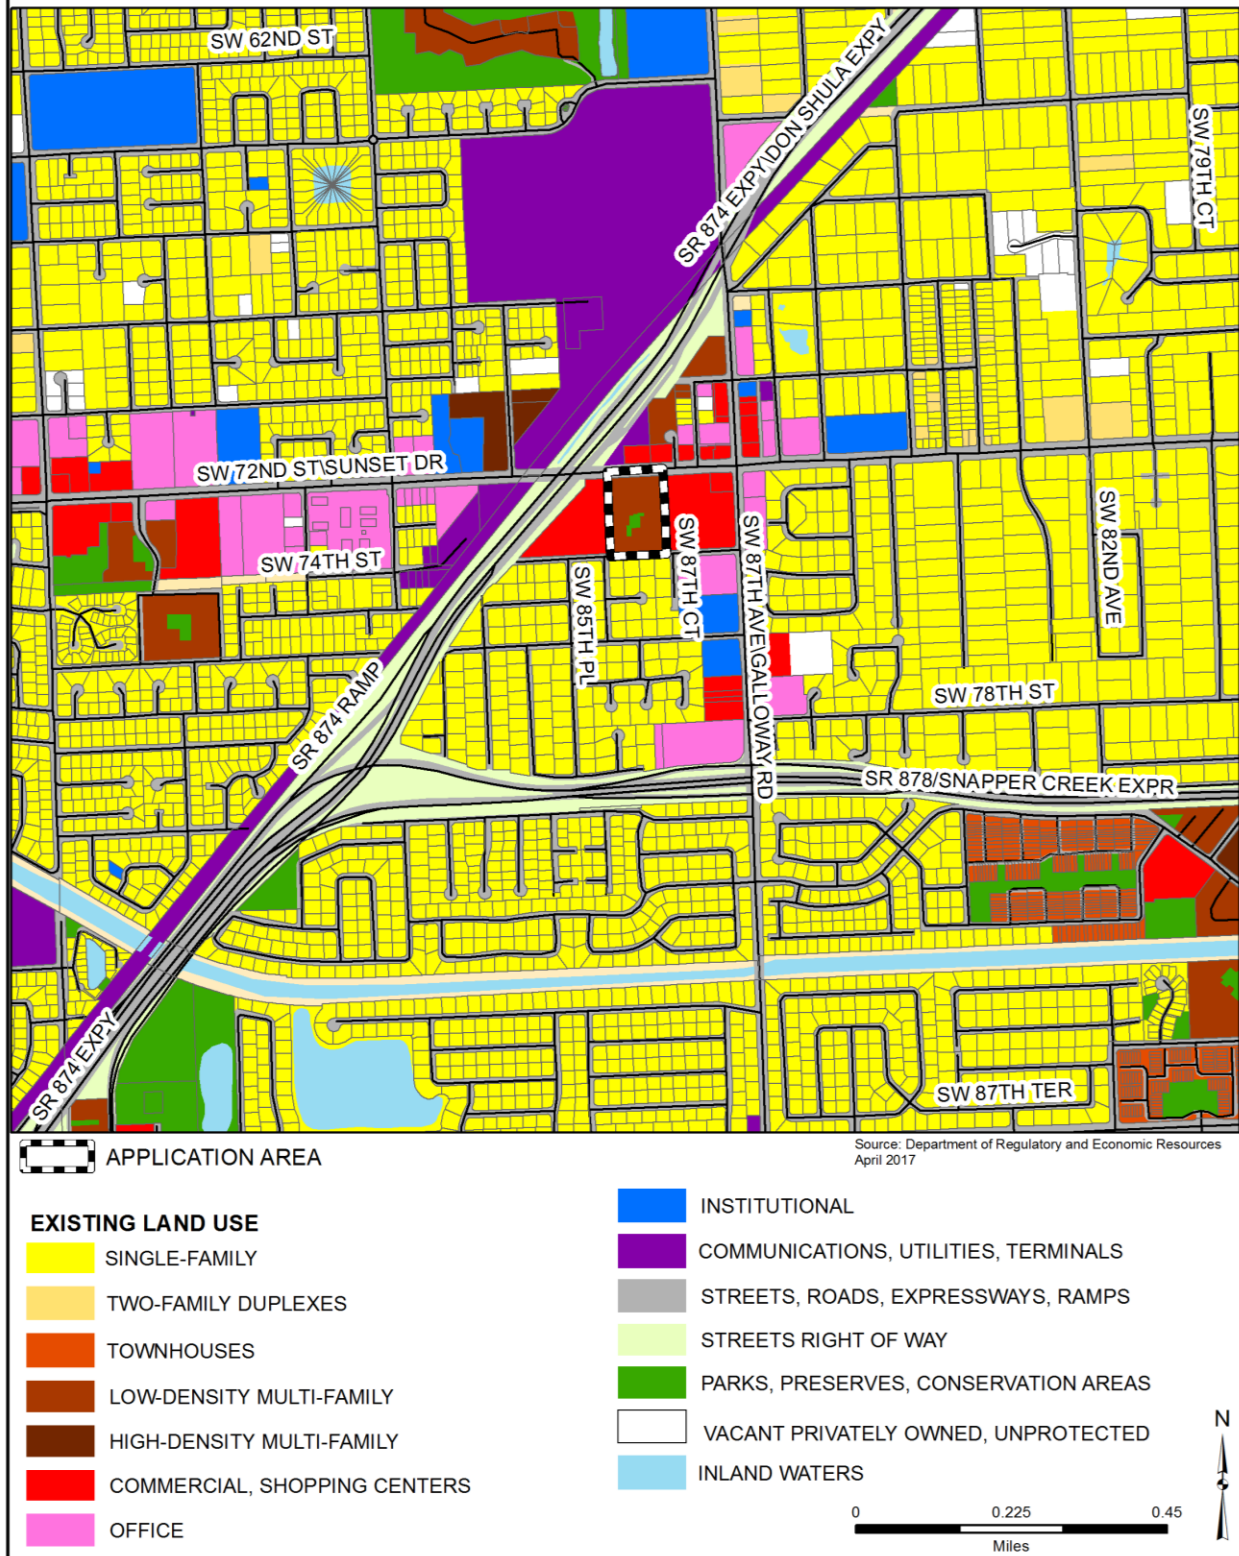 SW 62ND ST
SR 874 EXPY\DON SHULA EXPY
SW 79TH CT
SW 72ND ST\SUNSET DR
SW 74TH ST
SW 85TH PL
SW 87TH CT
SW 87TH AVE\GALLOWAY RD
SW 82ND AVE
SR 874 RAMP
SW 78TH ST
SR 878/SNAPPER CREEK EXPR
SR 874 EXPY
SW 87TH TER
APPLICATION AREA
Source: Department of Regulatory and Economic Resources
April 2017
EXISTING LAND USE
SINGLE-FAMILY
TWO-FAMILY DUPLEXES
TOWNHOUSES
LOW-DENSITY MULTI-FAMILY
HIGH-DENSITY MULTI-FAMILY
COMMERCIAL, SHOPPING CENTERS
OFFICE
INSTITUTIONAL
COMMUNICATIONS, UTILITIES, TERMINALS
STREETS, ROADS, EXPRESSWAYS, RAMPS
STREETS RIGHT OF WAY
PARKS, PRESERVES, CONSERVATION AREAS
VACANT PRIVATELY OWNED, UNPROTECTED
INLAND WATERS
N
0 0.225 0.45
Miles